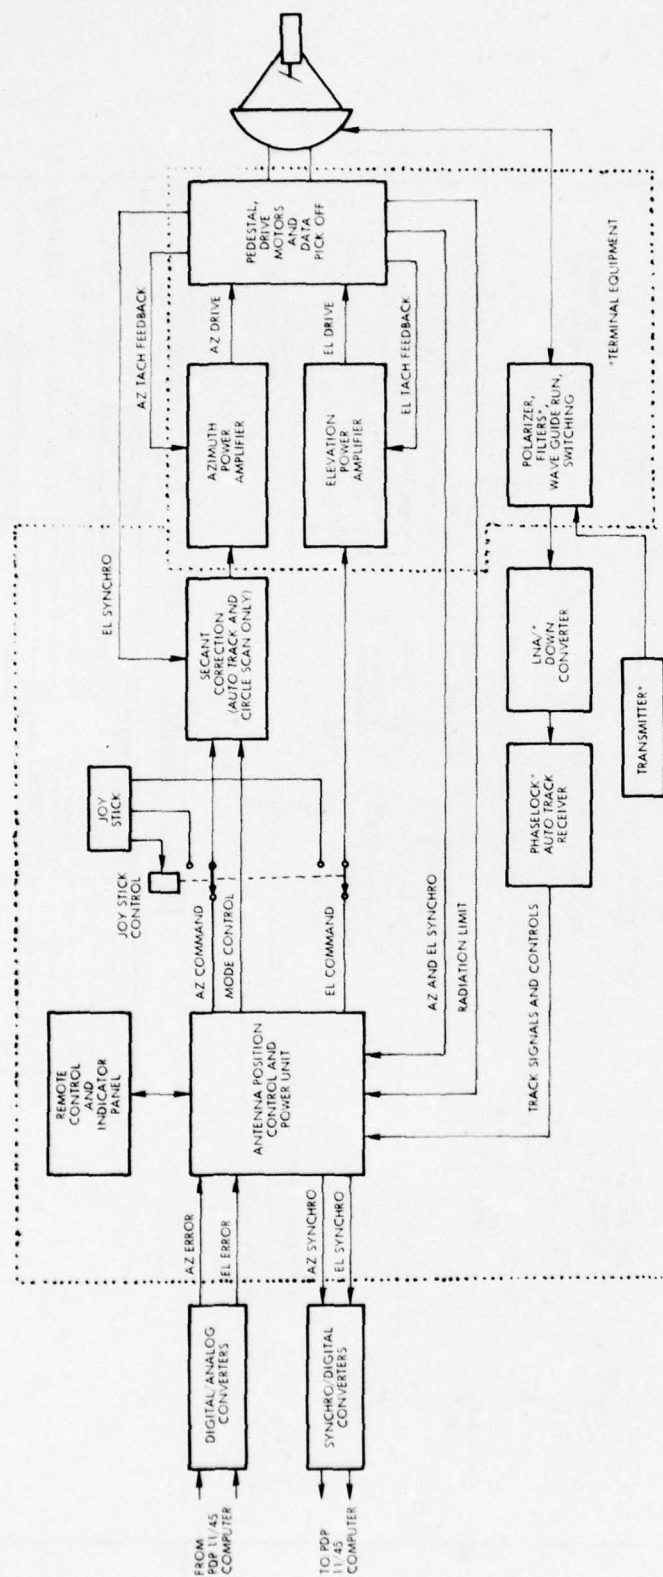 FROM
PDP 11/45
COMPUTER
TO PDP
11/45
COMPUTER
DIGITAL/ANALOG
CONVERTERS
SYNCHRO/DIGITAL
CONVERTERS
AZ ERROR
EL ERROR
AZ SYNCHRO
EL SYNCHRO
REMOTE
CONTROL
AND
INDICATOR
PANEL
ANTENNA POSITION
CONTROL AND
POWER UNIT
AZ COMMAND
MODE CONTROL
EL COMMAND
JOY STICK
CONTROL
JOY
STICK
AZ AND EL SYNCHRO
RADIATION LIMIT
TRACK SIGNALS AND CONTROLS
EL SYNCHRO
SECANT
CORRECTION
(AUTO TRACK AND
CIRCLE SCAN ONLY)
PHASELOCK*
AUTO TRACK
RECEIVER
LNA/*
DOWN
CONVERTER
TRANSMITTER*
AZ TACH FEEDBACK
AZIMUTH
POWER
AMPLIFIER
ELEVATION
POWER
AMPLIFIER
AZ DRIVE
EL DRIVE
EL TACH FEEDBACK
PEDESTAL,
DRIVE
MOTORS
AND
DATA
PICK OFF
POLARIZER,
FILTERS*,
WAVE GUIDE RUN,
SWITCHING
*TERMINAL EQUIPMENT